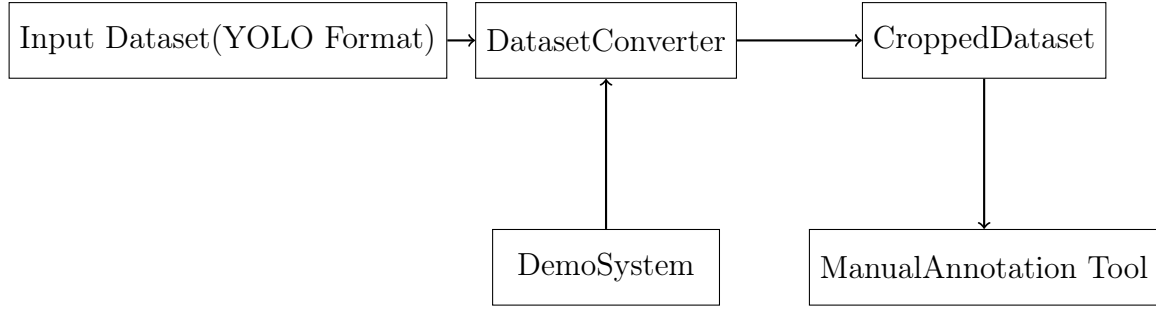 Input Dataset(YOLO Format)
DatasetConverter
CroppedDataset
DemoSystem
ManualAnnotation Tool